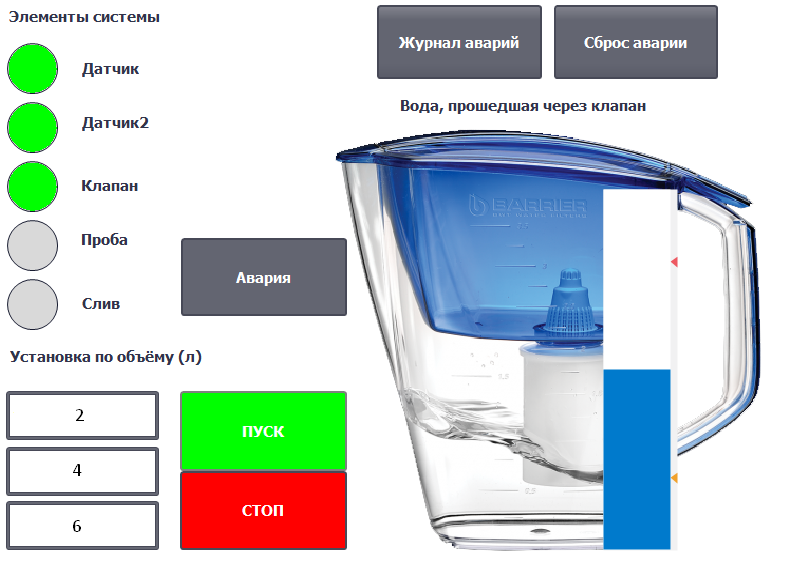 Элементы системы
Датчик
Датчик2
Клапан
Проба
Слив
Журнал аварий
Сброс аварии
Вода, прошедшая через клапан
BARRIER
Авария
Установка по объёму (л)
2
4
6
ПУСК
СТОП